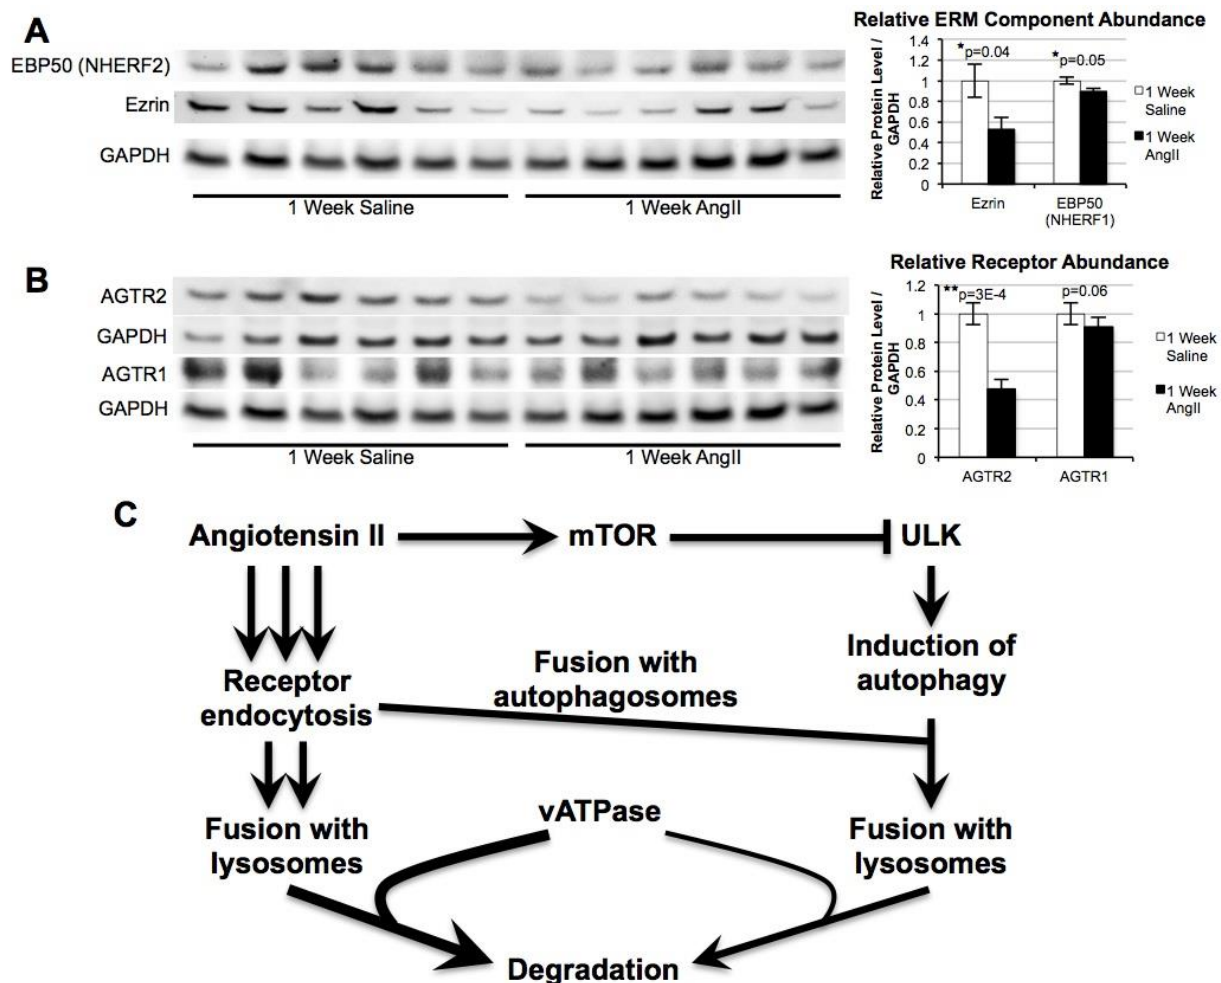 A
EBP50 (NHERF2)
Ezrin
GAPDH
1 Week Saline
1 Week AngII
Relative ERM Component Abundance
Relative Protein Level /
GAPDH
1.4
1.2
1
0.8
0.6
0.4
0.2
0
*p=0.04
*p=0.05
Ezrin
EBP50
(NHERF1)
1 Week
Saline
1 Week
AngII
B
AGTR2
GAPDH
AGTR1
GAPDH
1 Week Saline
1 Week AngII
Relative Receptor Abundance
Relative Protein Level /
GAPDH
1.2
1
0.8
0.6
0.4
0.2
0
**p=3E-4
p=0.06
AGTR2
AGTR1
1 Week
Saline
1 Week
AngII
C
Angiotensin II
mTOR
ULK
Receptor
endocytosis
Fusion with
autophagosomes
Induction of
autophagy
Fusion with
lysosomes
vATPase
Fusion with
lysosomes
Degradation